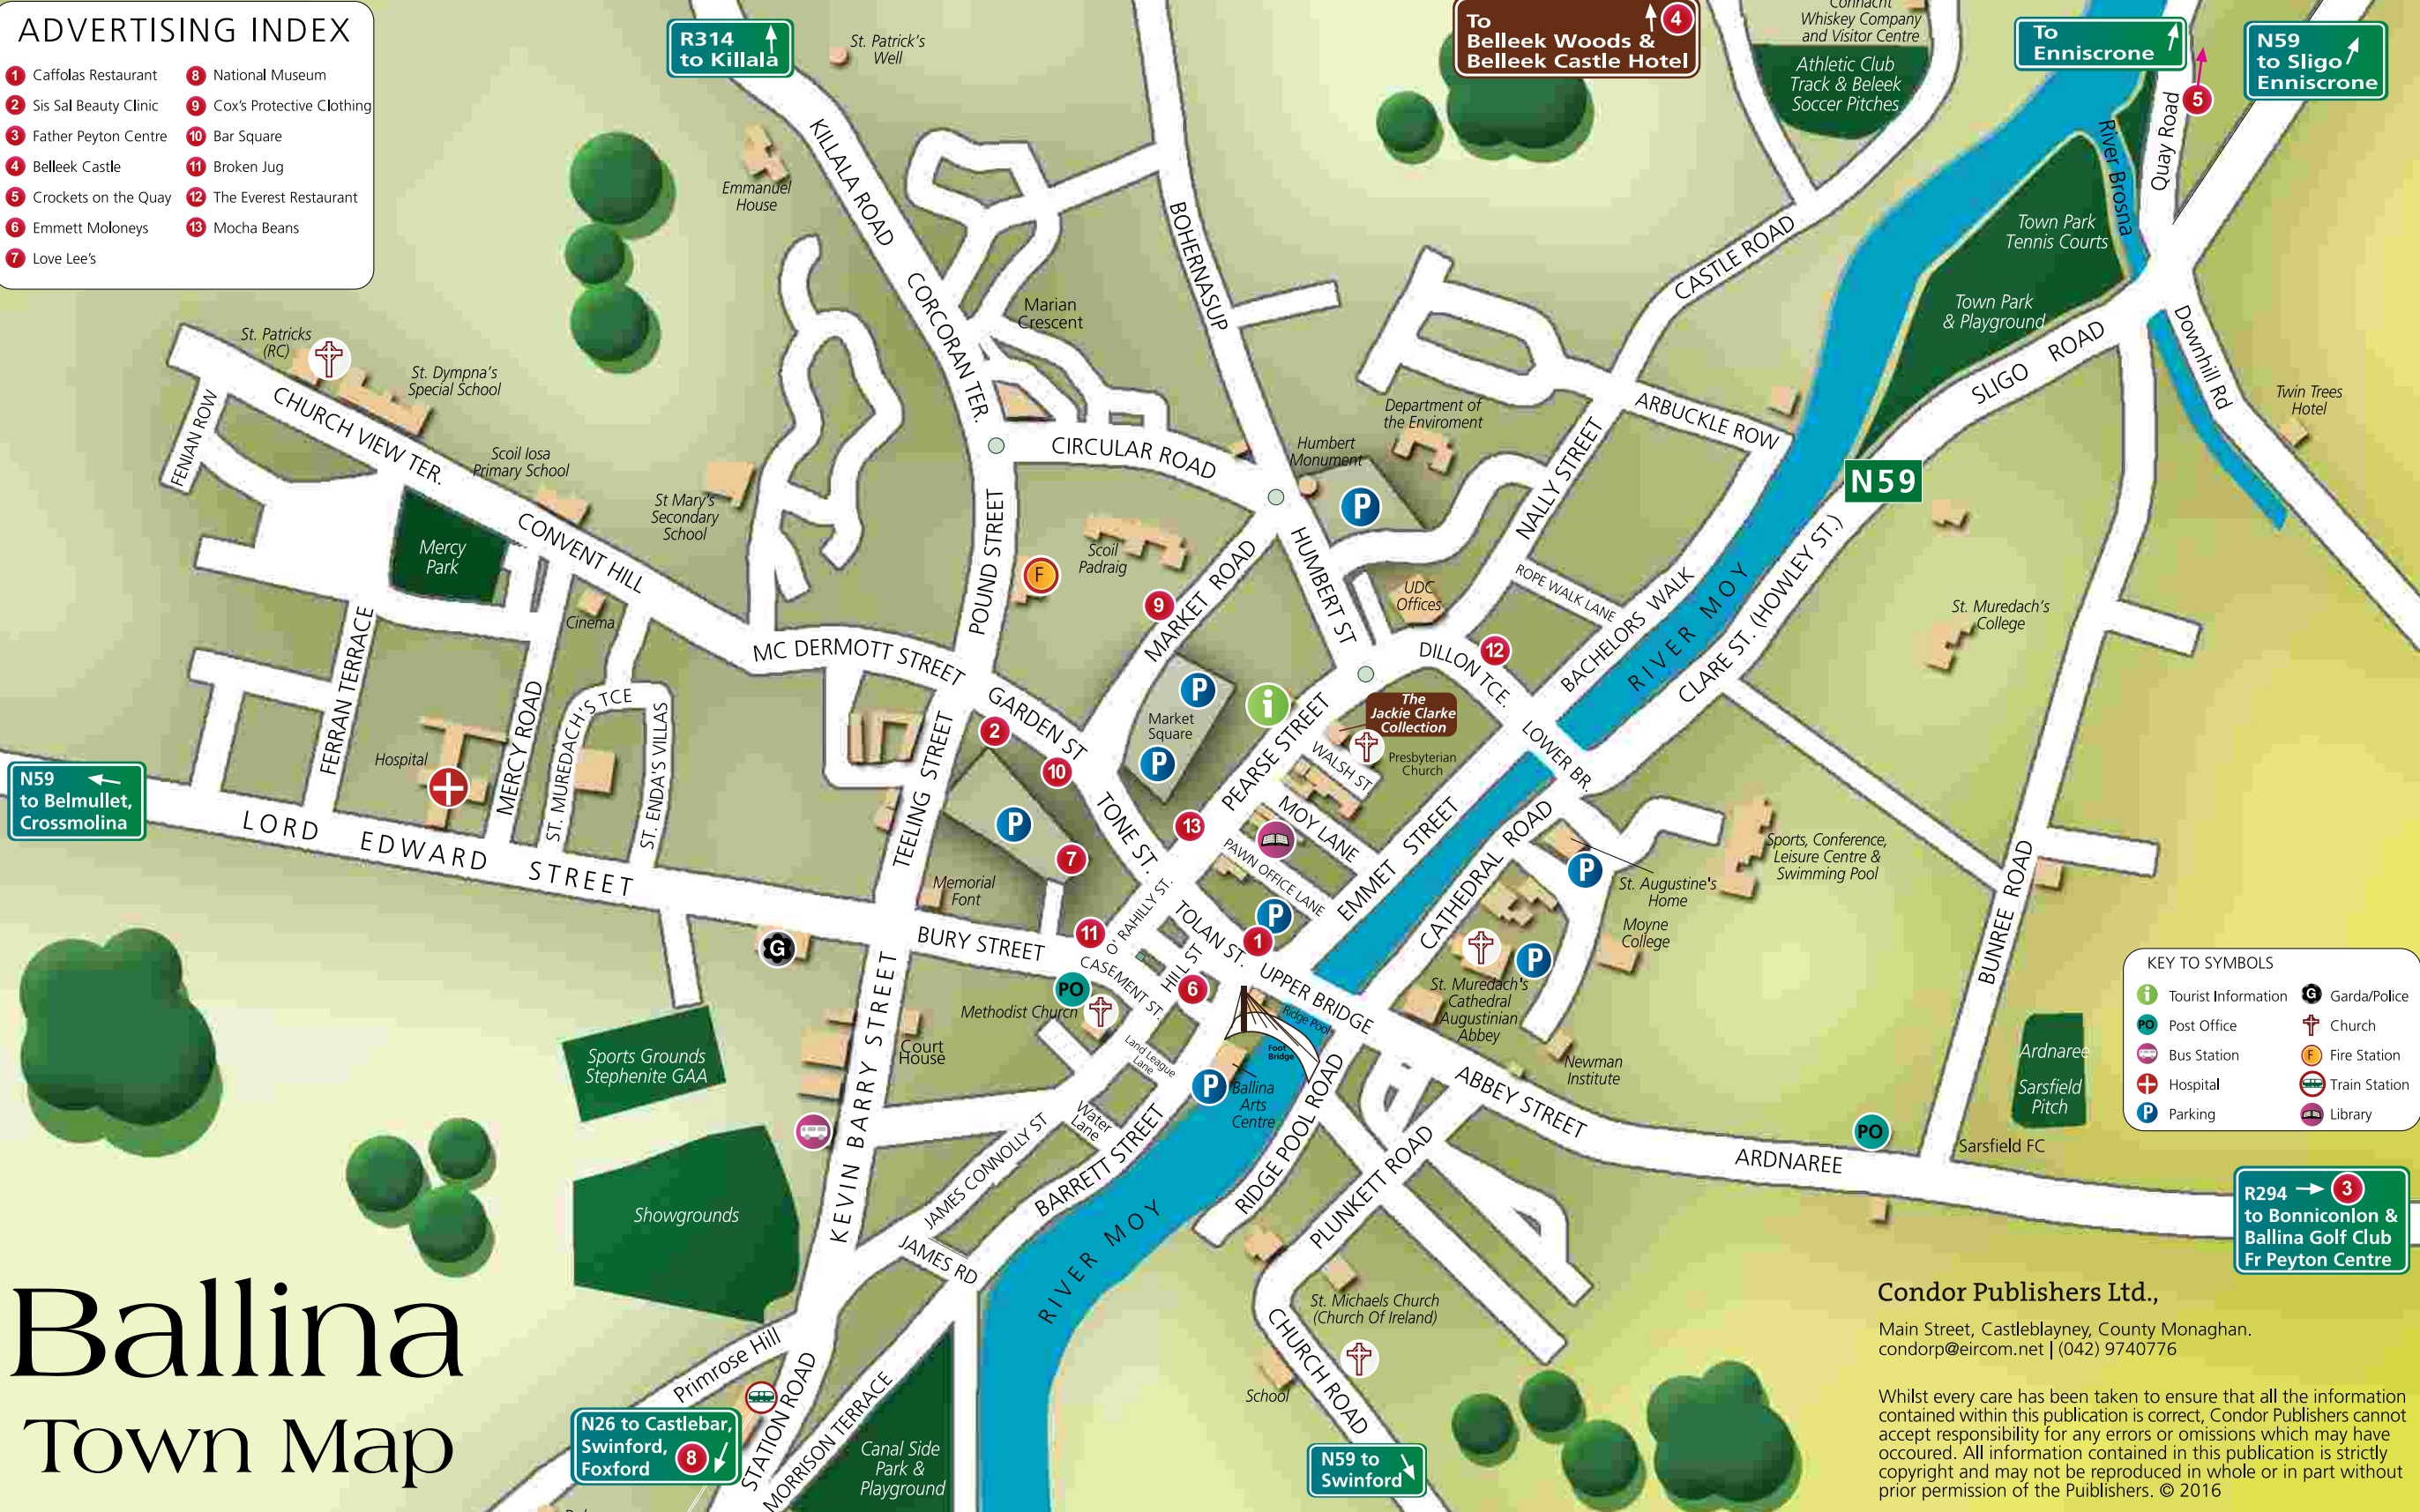 ADVERTISING INDEX
1 Caffolas Restaurant
2 Sis Sal Beauty Clinic
3 Father Peyton Centre
4 Belleek Castle
5 Crockets on the Quay
6 Emmett Moloneys
7 Love Lee's
8 National Museum
9 Cox's Protective Clothing
10 Bar Square
11 Broken Jug
12 The Everest Restaurant
13 Mocha Beans
R314
to Killala
St. Patrick's
Well
To
Belleek Woods &
Belleek Castle Hotel
4
Connacht
Whiskey Company
and Visitor Centre
Athletic Club
Track & Beleek
Soccer Pitches
To
Enniscrone
N59
to Sligo
Enniscrone
5
Quay Road
River Brosna
Emmanuel
House
KILLALA ROAD
BOHERNASUP
CORCORAN TER.
Marian
Crescent
CASTLE ROAD
Town Park
Tennis Courts
Town Park
& Playground
SLIGO ROAD
Downhill Rd
Twin Trees
Hotel
St. Patricks
(RC)
St. Dympna's
Special School
CHURCH VIEW TER.
FENIAN ROW
Scoil Iosa
Primary School
St Mary's
Secondary
School
CONVENT HILL
Mercy
Park
Cinema
CIRCULAR ROAD
Humbert
Monument
P
Department of
the Enviroment
ARBUCKLE ROW
NALLY STREET
N59
POUND STREET
F
Scoil
Padraig
9
MARKET ROAD
HUMBERT ST
UDC
Offices
ROPE WALK LANE
BACHELORS WALK
RIVER MOY
CLARE ST. (HOWLEY ST.)
St. Muredach's
College
MC DERMOTT STREET
DILLON TCE.
12
FERRAN TERRACE
MERCY ROAD
ST. MUREDACH'S TCE
ST. ENDA'S VILLAS
Hospital
N59
to Belmullet,
Crossmolina
LORD EDWARD STREET
TEELING STREET
GARDEN ST
2
10
P
7
TONE ST.
P
Market
Square
P
i
13
PEARSE STREET
The
Jackie Clarke
Collection
Presbyterian
Church
WALSH ST.
MOY LANE
PAWN OFFICE LANE
EMMET STREET
LOWER BR.
CATHEDRAL ROAD
P
St. Augustine's
Home
Sports, Conference,
Leisure Centre &
Swimming Pool
Moyne
College
BUNREE ROAD
Memorial
Font
G
BURY STREET
11
O' RAHILLY ST.
TOLAN ST.
P
1
UPPER BRIDGE
PO
CASEMENT ST.
HILL ST
6
Methodist Church
Land League
Lane
Ridge Pool
Foot
Bridge
P
St. Muredach's
Cathedral
Augustinian
Abbey
Newman
Institute
KEVIN BARRY STREET
Court
House
Sports Grounds
Stephenite GAA
Showgrounds
P
Ballina
Arts
Centre
Water
Lane
JAMES CONNOLLY ST
BARRETT STREET
RIDGE POOL ROAD
PLUNKETT ROAD
ABBEY STREET
ARDNAREE
PO
Ardnaree
Sarsfield
Pitch
Sarsfield FC
KEY TO SYMBOLS
i Tourist Information
PO Post Office
Bus Station
Hospital
P Parking
G Garda/Police
Church
F Fire Station
Train Station
Library
R294 3
to Bonniconlon &
Ballina Golf Club
Fr Peyton Centre
JAMES RD
RIVER MOY
St. Michaels Church
(Church Of Ireland)
CHURCH ROAD
School
N59 to
Swinford
Primrose Hill
STATION ROAD
MORRISON TERRACE
Canal Side
Park &
Playground
N26 to Castlebar,
Swinford,
Foxford
8
Ballina
Town Map
Condor Publishers Ltd.,
Main Street, Castleblayney, County Monaghan.
condorp@eircom.net | (042) 9740776
Whilst every care has been taken to ensure that all the information
contained within this publication is correct, Condor Publishers cannot
accept responsibility for any errors or omissions which may have
occoured. All information contained in this publication is strictly
copyright and may not be reproduced in whole or in part without
prior permission of the Puiblishers. © 2016